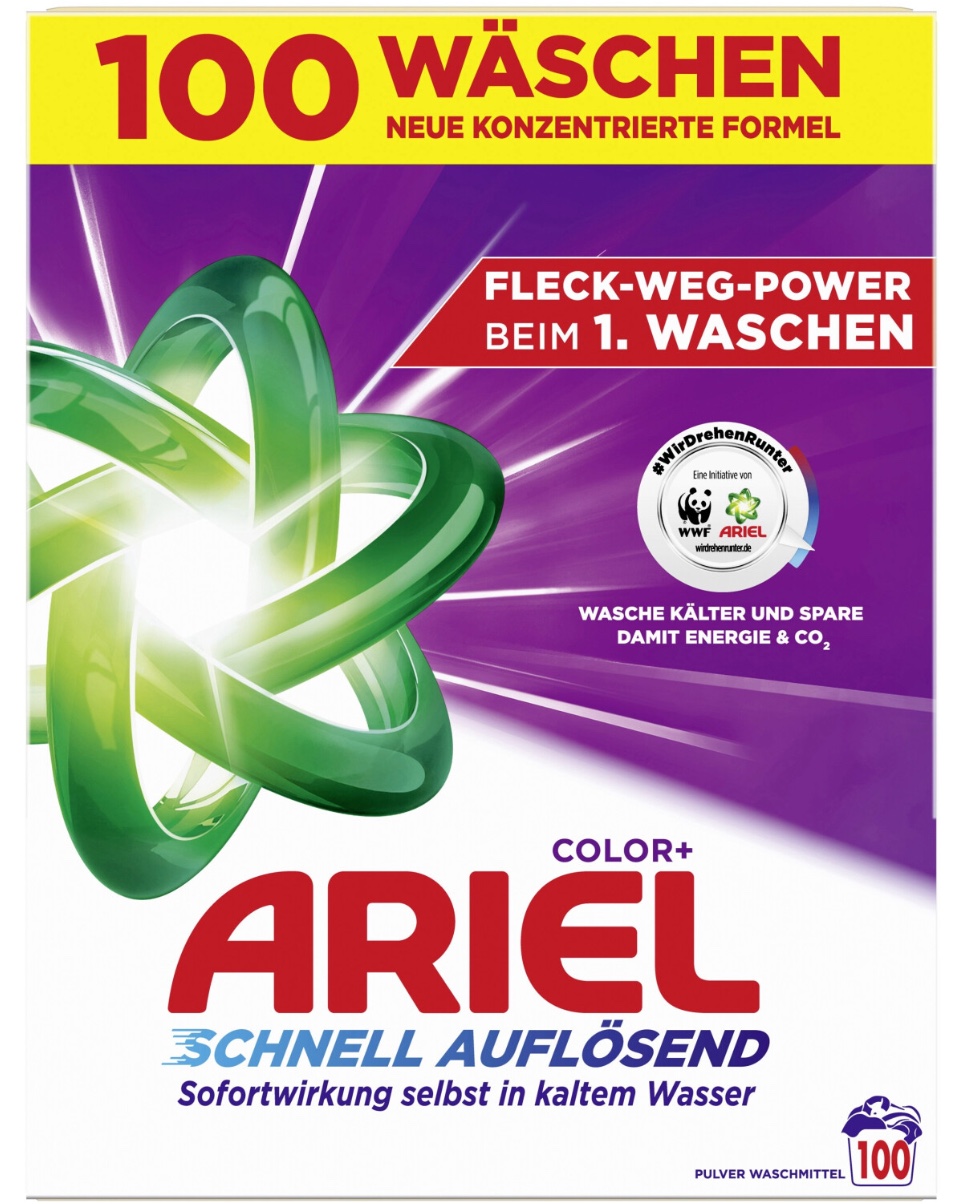 100 WÄSCHEN
NEUE KONZENTRIERTE FORMEL
FLECK-WEG-POWER
BEIM 1. WASCHEN
#WirDrehenRunter
Eine Initiative von
WWF ARIEL
wirdrehenrunter.de
WASCHE KÄLTER UND SPARE
DAMIT ENERGIE & CO₂
COLOR+
ARIEL
SCHNELL AUFLÖSEND
Sofortwirkung selbst in kaltem Wasser
PULVER WASCHMITTEL 100